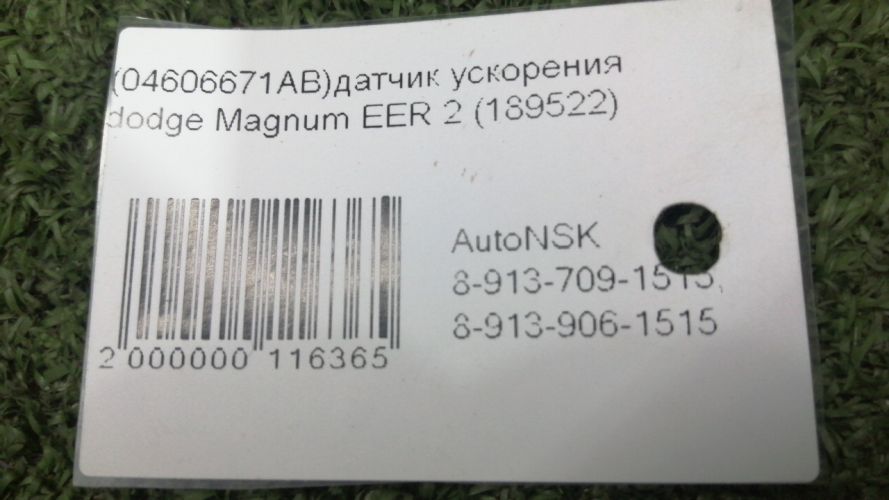 (04606671AB)датчик ускорения
dodge Magnum EER 2 (189522)
AutoNSK
8-913-709-1515,
8-913-906-1515
2 000000 116365